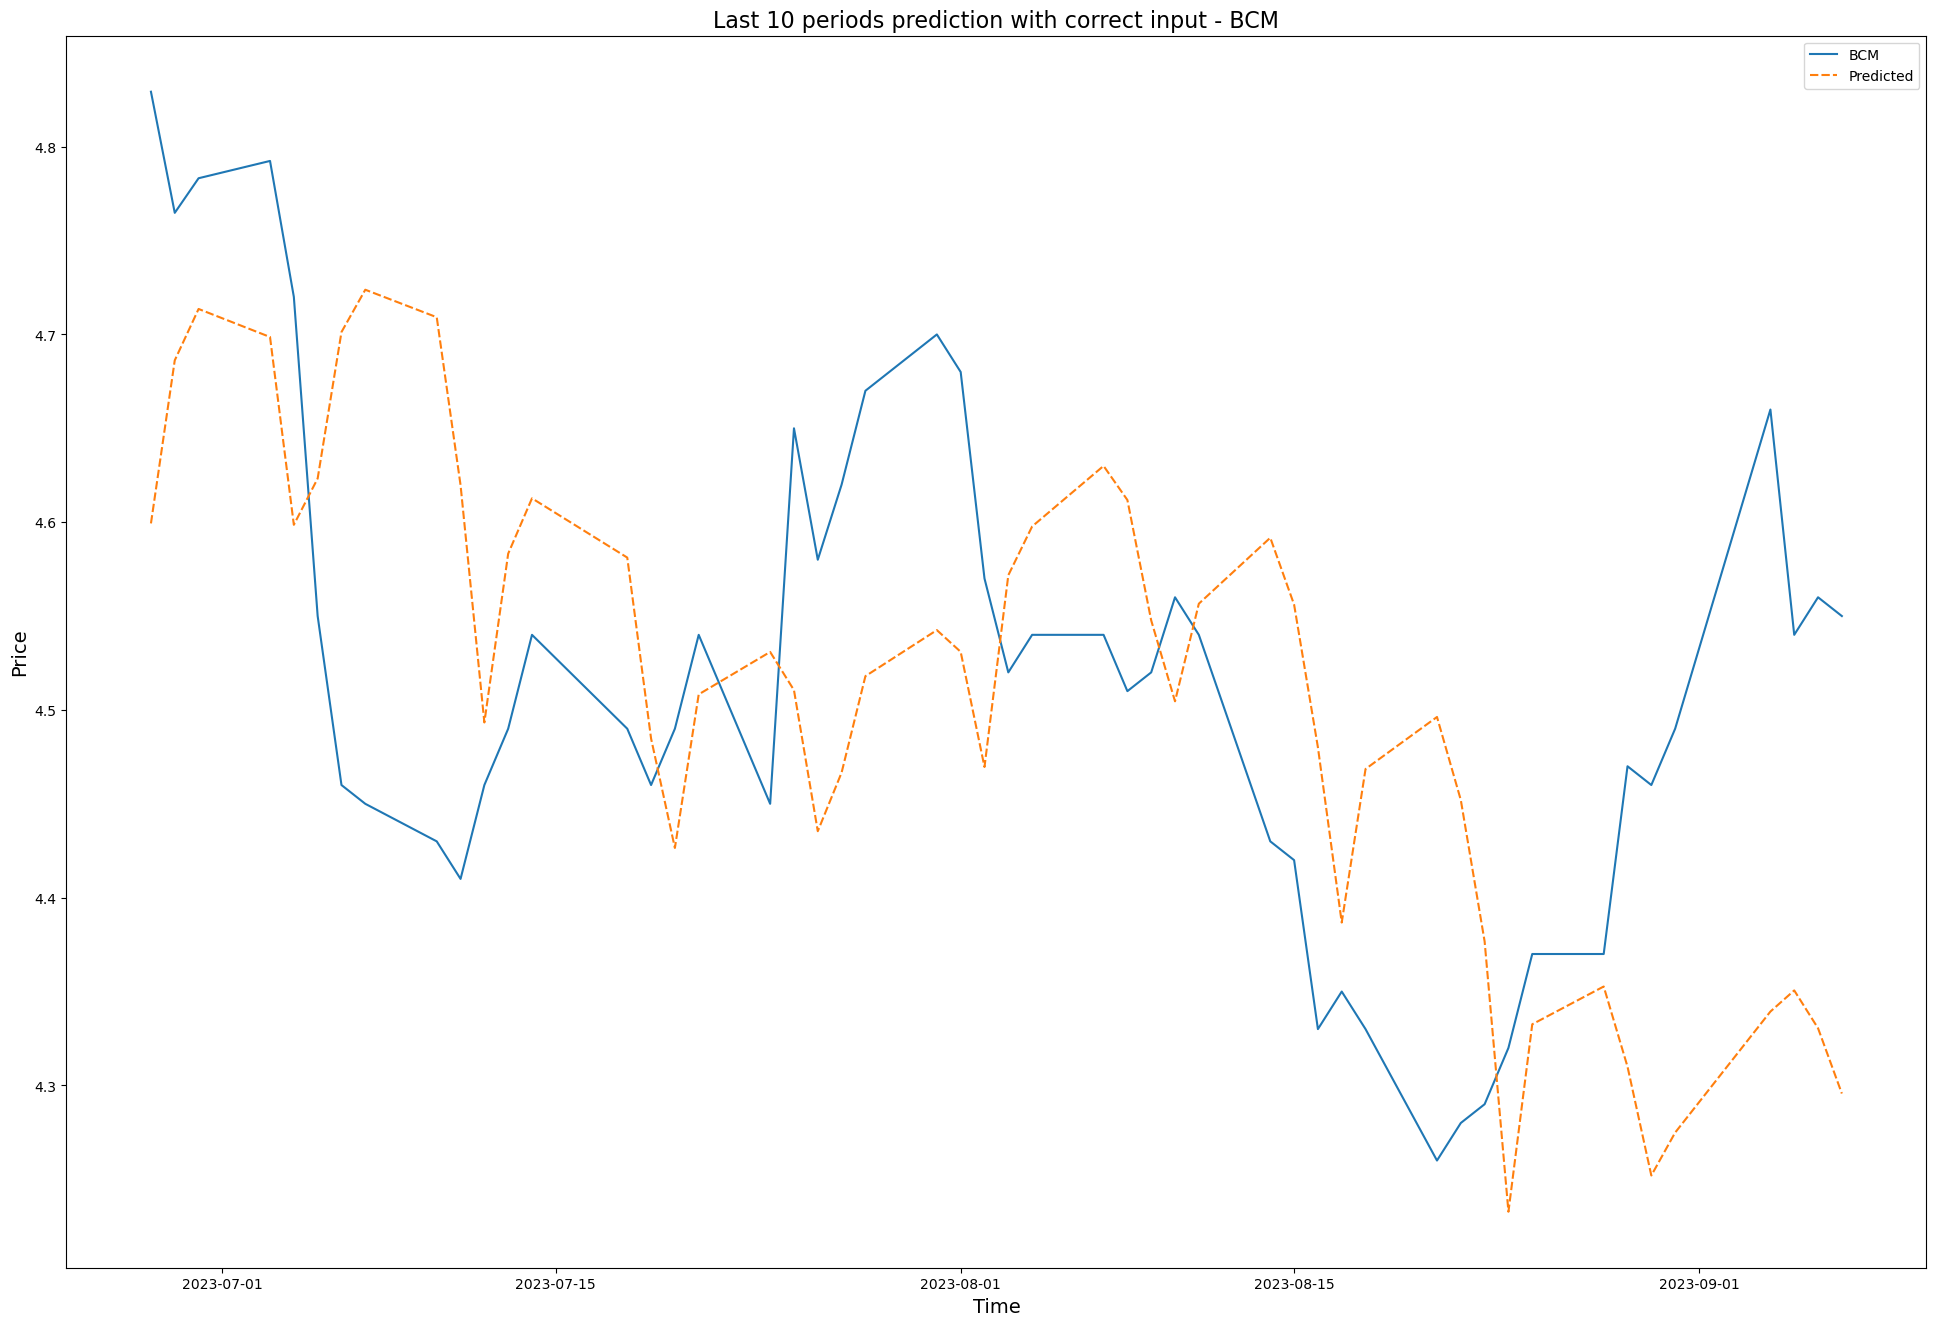 Last 10 periods prediction with correct input - BCM
BCM
Predicted
4.8
4.7
4.6
4.5
4.4
4.3
Price
2023-07-01
2023-07-15
2023-08-01
2023-08-15
2023-09-01
Time